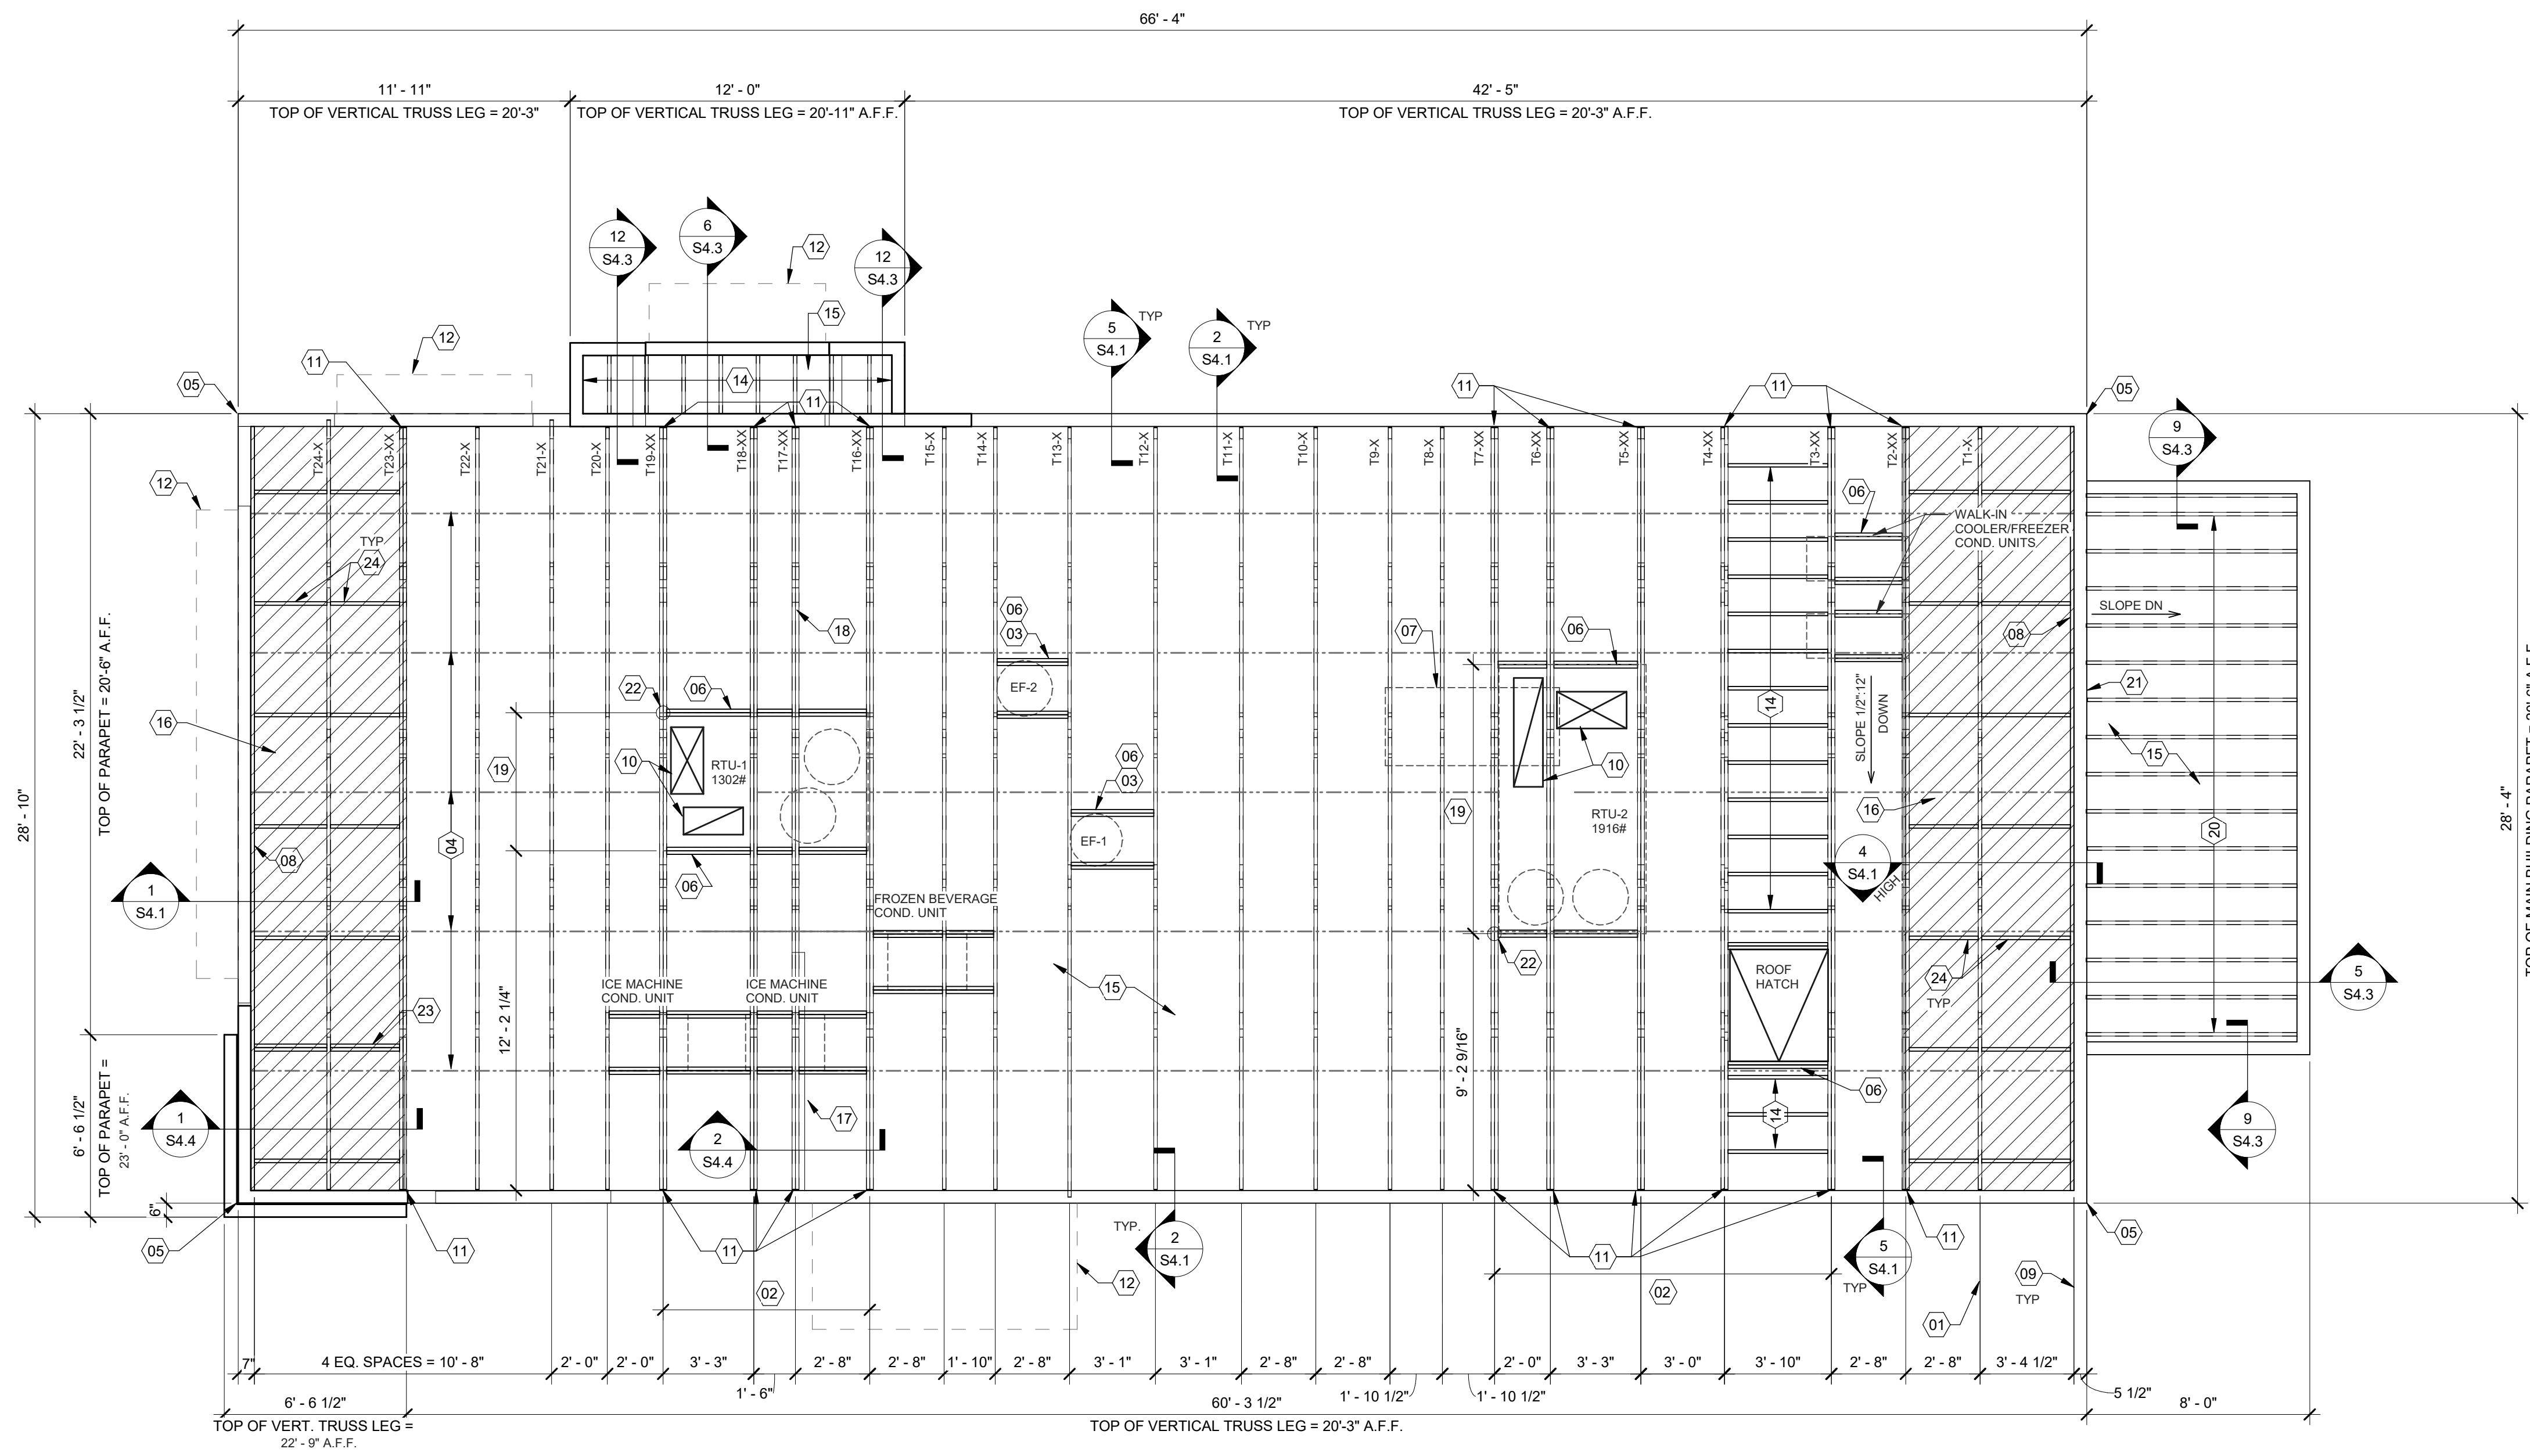 66' - 4"
11' - 11"
12' - 0"
42' - 5"
TOP OF VERTICAL TRUSS LEG = 20'-3"
TOP OF VERTICAL TRUSS LEG = 20'-11" A.F.F.
TOP OF VERTICAL TRUSS LEG = 20'-3" A.F.F.
12
S4.3
6
S4.3
12
12
S4.3
15
5
S4.1
TYP
2
S4.1
TYP
12
11
05
14
11
11
11
05
9
S4.3
T24-X
T23-XX
T22-X
T21-X
T20-X
T19-XX
T18-XX
T17-XX
T16-XX
T15-X
T14-X
T13-X
T12-X
T11-X
T10-X
T9-X
T8-X
T7-XX
T6-XX
T5-XX
T4-XX
T3-XX
T2-XX
T1-X
12
06
WALK-IN
COOLER/FREEZER
COND. UNITS
TYP
24
06
03
18
07
06
08
SLOPE DN
22
06
EF-2
14
SLOPE 1/2":12"
DOWN
21
16
19
10
RTU-1
1302#
06
03
10
15
22' - 3 1/2"
TOP OF PARAPET = 20'-6" A.F.F.
28' - 10"
04
08
06
EF-1
19
RTU-2
1916#
16
20
28' - 4"
4
S4.1
HIGH
1
S4.1
FROZEN BEVERAGE
COND. UNIT
22
ROOF
HATCH
24
TYP.
5
S4.3
ICE MACHINE
COND. UNIT
ICE MACHINE
COND. UNIT
15
23
12' - 2 1/4"
9' - 2 9/16"
06
14
17
6' - 6 1/2"
TOP OF PARAPET =
23' - 0" A.F.F.
1
S4.4
2
S4.4
9
S4.3
6"
05
11
11
TYP.
2
S4.1
11
5
S4.1
TYP
11
05
12
02
02
09
TYP
01
7"
4 EQ. SPACES = 10' - 8"
2' - 0"
2' - 0"
3' - 3"
1' - 6"
2' - 8"
2' - 8"
1' - 10"
2' - 8"
3' - 1"
3' - 1"
2' - 8"
2' - 8"
1' - 10 1/2"
1' - 10 1/2"
2' - 0"
3' - 3"
3' - 0"
3' - 10"
2' - 8"
2' - 8"
3' - 4 1/2"
5 1/2"
6' - 6 1/2"
60' - 3 1/2"
8' - 0"
TOP OF VERT. TRUSS LEG =
22' - 9" A.F.F.
TOP OF VERTICAL TRUSS LEG = 20'-3" A.F.F.